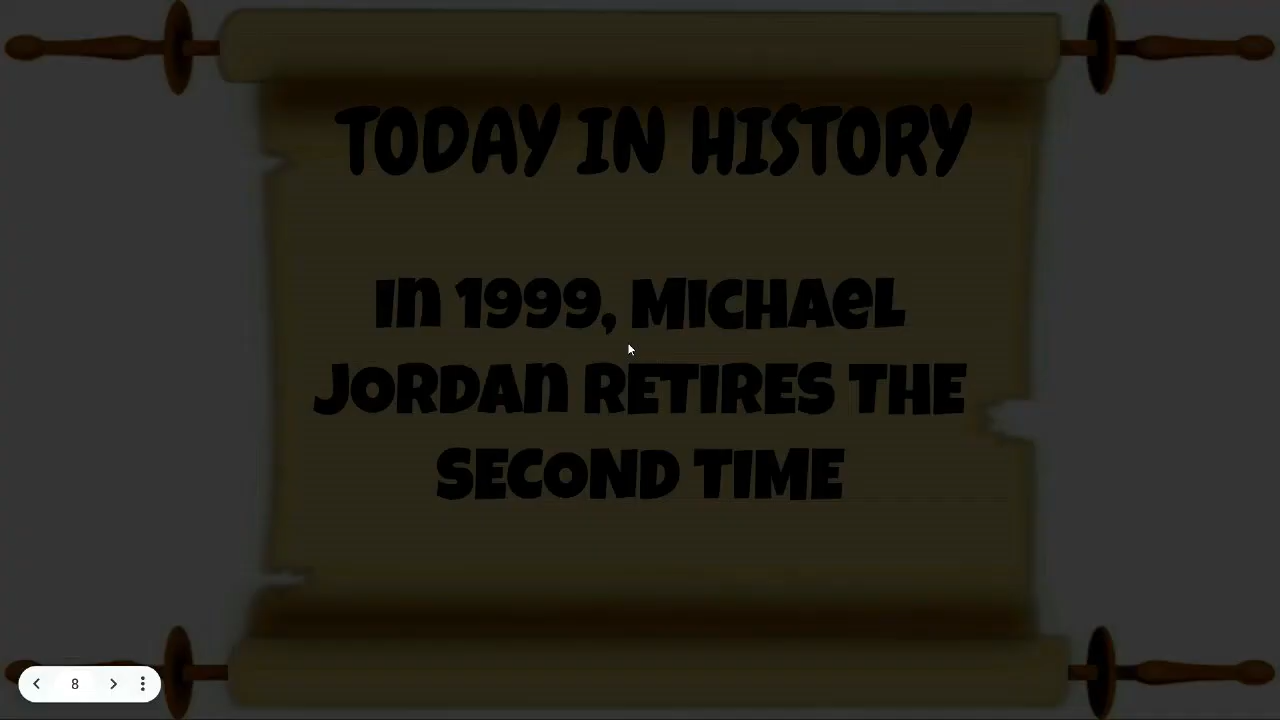 TODAY IN HISTORY
In 1999, MICHAEL
JORDAN RETIRES THE
SECOND TIME
8